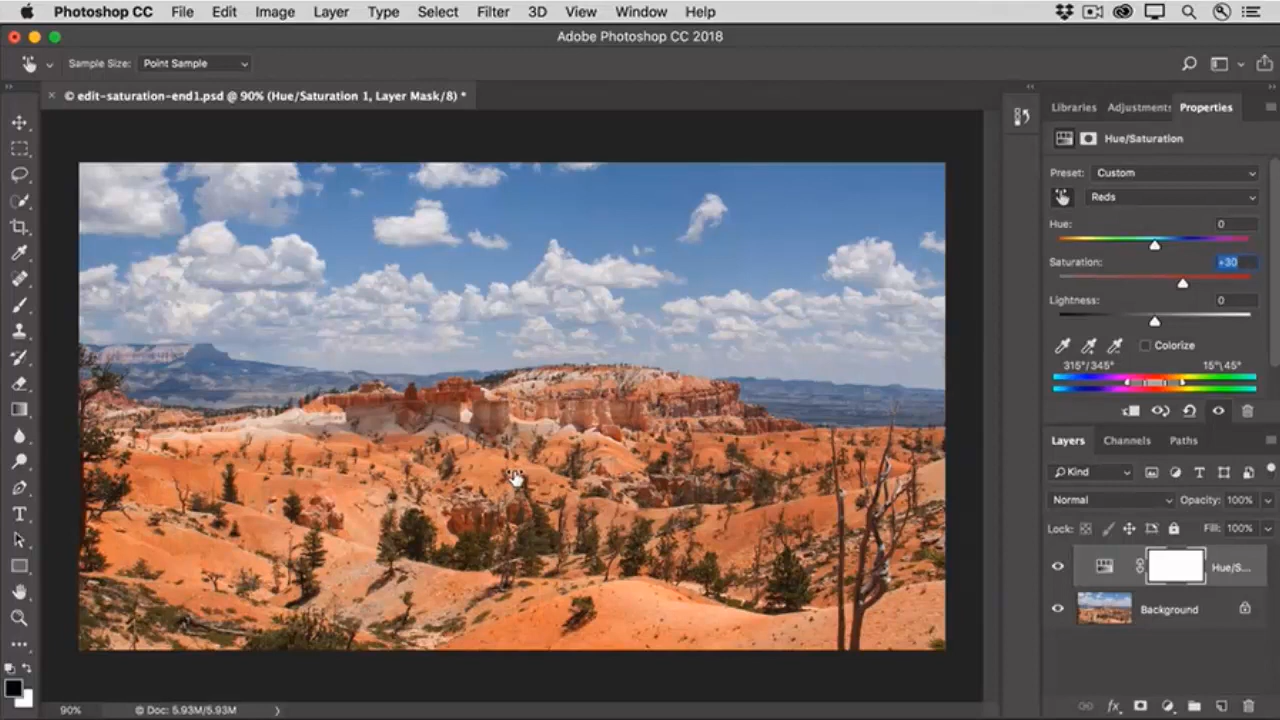 Photoshop CC File Edit Image Layer Type Select Filter 3D View Window Help
Adobe Photoshop CC 2018
Sample Size: Point Sample
× © edit-saturation-end1.psd @ 90% (Hue/Saturation 1, Layer Mask/8) *
Libraries Adjustments Properties
Hue/Saturation
Preset: Custom
Reds
Hue: 0
Saturation: +30
Lightness: 0
Colorize
315°/345° 15°\45°
Layers Channels Paths
Kind
Normal Opacity: 100%
Lock: Fill: 100%
Hue/S...
Background
90% © Doc: 5.93M/5.93M